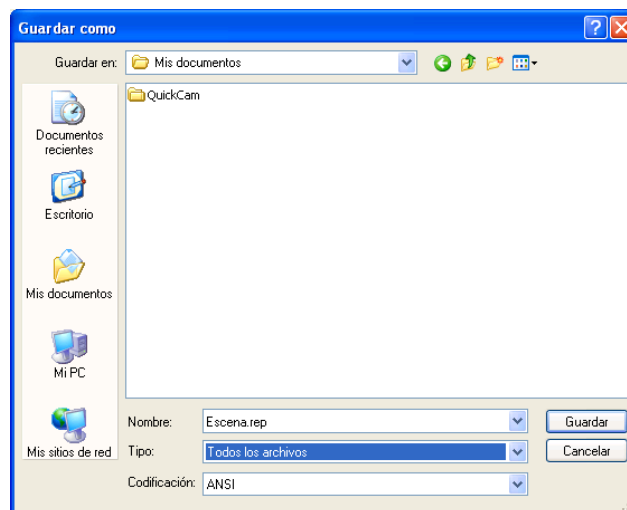 Guardar como
Guardar en: Mis documentos
QuickCam
Documentos
recientes
Escritorio
Mis documentos
Mi PC
Mis sitios de red
Nombre: Escena.rep Guardar
Tipo: Todos los archivos Cancelar
Codificación: ANSI